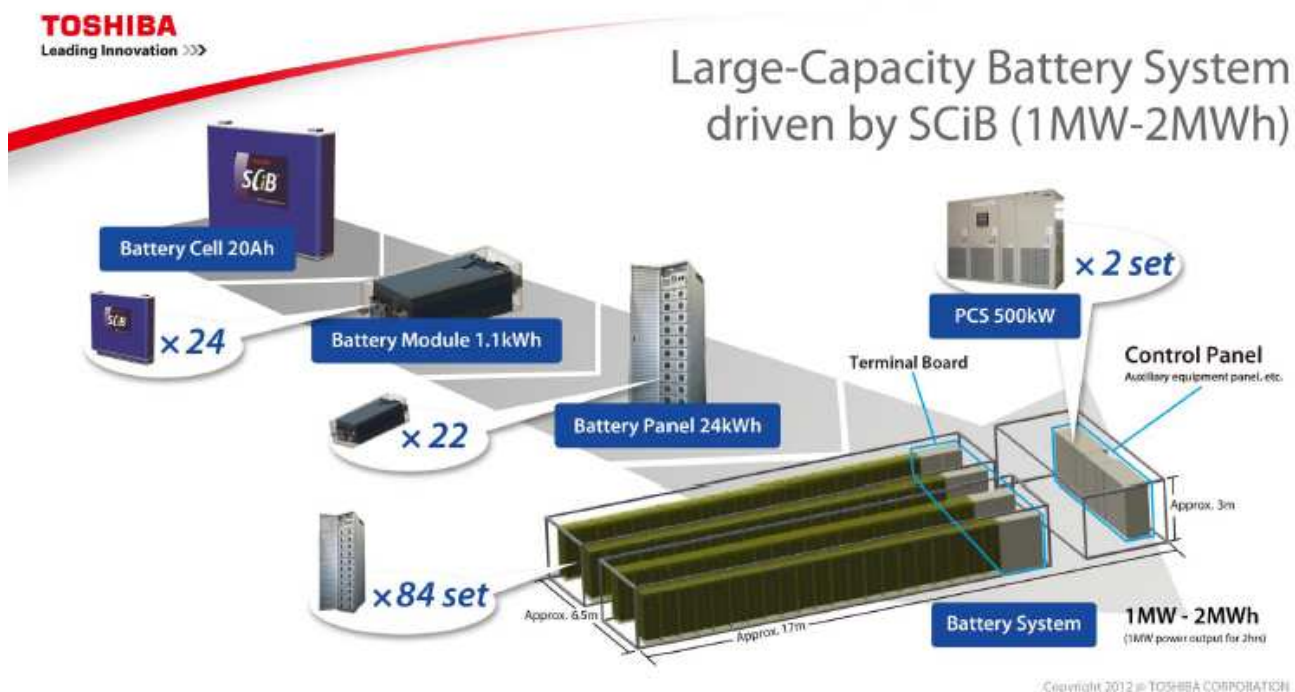 TOSHIBA
Leading Innovation >>>
Large-Capacity Battery System
driven by SCiB (1MW-2MWh)
SCiB
Battery Cell 20Ah
SCiB
× 24
Battery Module 1.1kWh
× 22
Battery Panel 24kWh
× 84 set
PCS 500kW
× 2 set
Terminal Board
Control Panel
Auxiliary equipment panel, etc.
Approx. 3m
Approx. 6.5m
Approx. 17m
Battery System
1MW - 2MWh
(1MW power output for 2hrs)
Copyright 2012 © TOSHIBA CORPORATION